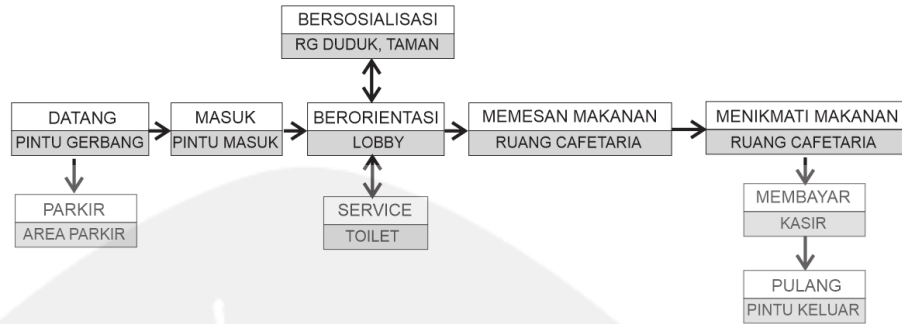 BERSOSIALISASI
RG DUDUK, TAMAN
DATANG
PINTU GERBANG
MASUK
PINTU MASUK
BERORIENTASI
LOBBY
MEMESAN MAKANAN
RUANG CAFETARIA
MENIKMATI MAKANAN
RUANG CAFETARIA
PARKIR
AREA PARKIR
SERVICE
TOILET
MEMBAYAR
KASIR
PULANG
PINTU KELUAR